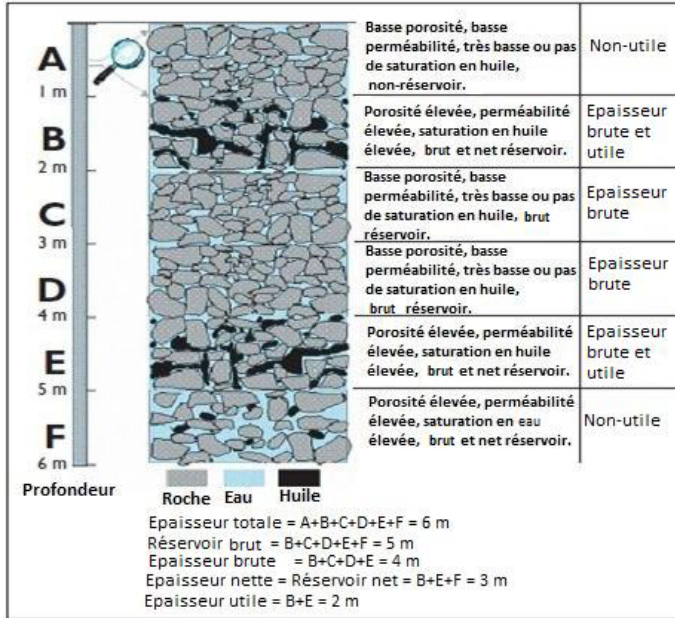 A
1 m
B
2 m
C
3 m
D
4 m
E
5 m
F
6 m
Profondeur
Basse porosité, basse
perméabilité, très basse ou pas
de saturation en huile,
non-réservoir.
Non-utile
Porosité élevée, perméabilité
élevée, saturation en huile
élevée, brut et net réservoir.
Epaisseur
brute et
utile
Basse porosité, basse
perméabilité, très basse ou pas
de saturation en huile, brut
réservoir.
Epaisseur
brute
Basse porosité, basse
perméabilité, très basse ou pas
de saturation en huile,
brut réservoir.
Epaisseur
brute
Porosité élevée, perméabilité
élevée, saturation en huile
élevée, brut et net réservoir.
Epaisseur
brute et
utile
Porosité élevée, perméabilité
élevée, saturation en eau
élevée, brut et net réservoir.
Non-utile
Roche Eau Huile
Epaisseur totale = A+B+C+D+E+F = 6 m
Réservoir brut = B+C+D+E+F = 5 m
Epaisseur brute = B+C+D+E = 4 m
Epaisseur nette = Réservoir net = B+E+F = 3 m
Epaisseur utile = B+E = 2 m